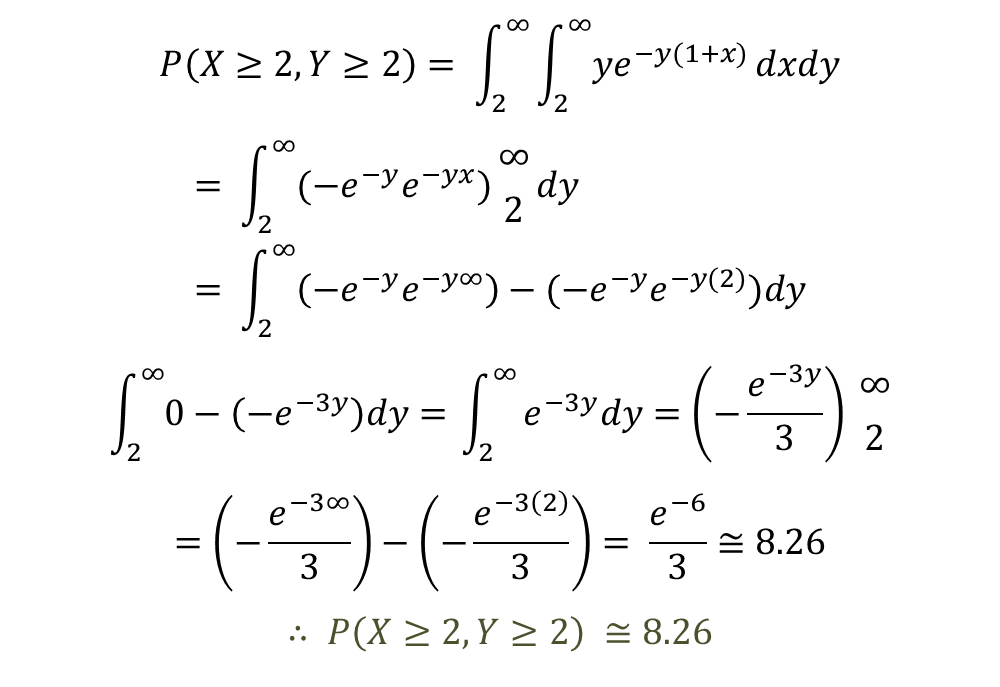 P(X ≥ 2, Y ≥ 2) = ∫₂^∞ ∫₂^∞ ye^{−y(1+x)} dxdy
= ∫₂^∞ (−e^{−y}e^{−yx}) ∞ 2 dy
= ∫₂^∞ (−e^{−y}e^{−y∞}) − (−e^{−y}e^{−y(2)})dy
∫₂^∞ 0 − (−e^{−3y})dy = ∫₂^∞ e^{−3y}dy = (−e^{−3y}/3) ∞ 2
= (−e^{−3∞}/3) − (−e^{−3(2)}/3) = e^{−6}/3 ≅ 8.26
∴ P(X ≥ 2, Y ≥ 2) ≅ 8.26